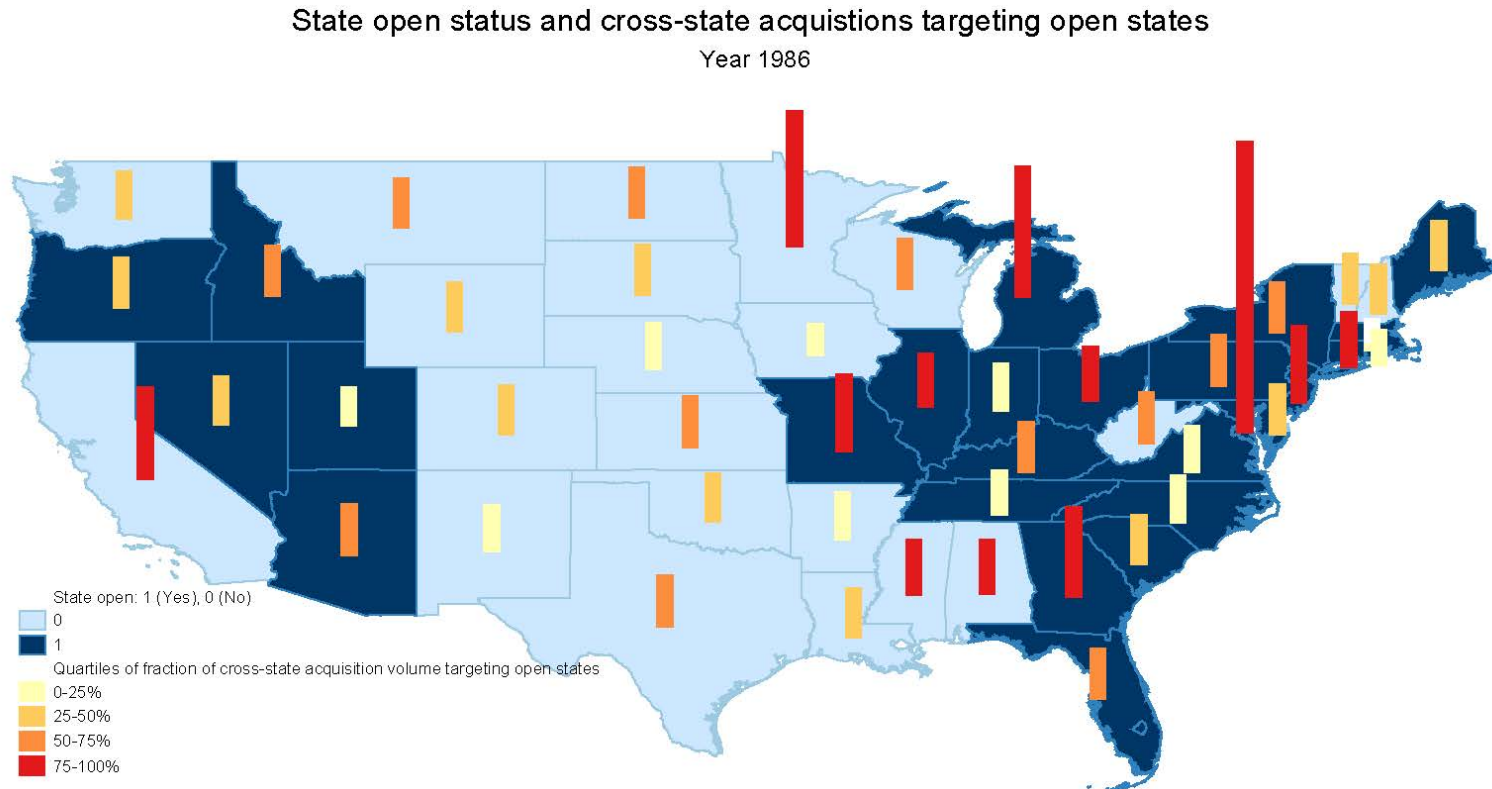 State open status and cross-state acquistions targeting open states
Year 1986
State open: 1 (Yes), 0 (No)
0
1
Quartiles of fraction of cross-state acquisition volume targeting open states
0-25%
25-50%
50-75%
75-100%